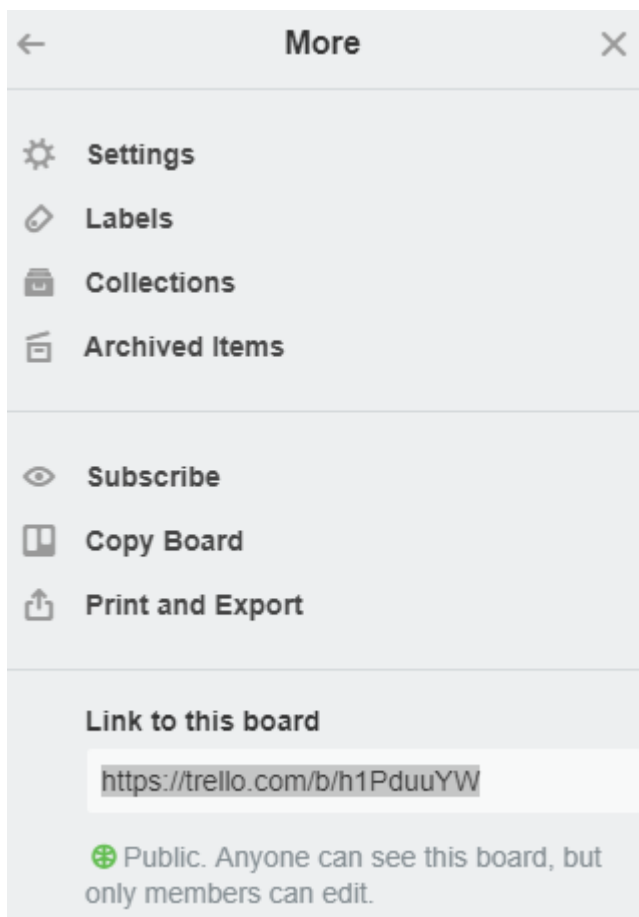 More
Settings
Labels
Collections
Archived Items
Subscribe
Copy Board
Print and Export
Link to this board
https://trello.com/b/h1PduuYW
Public. Anyone can see this board, but
only members can edit.